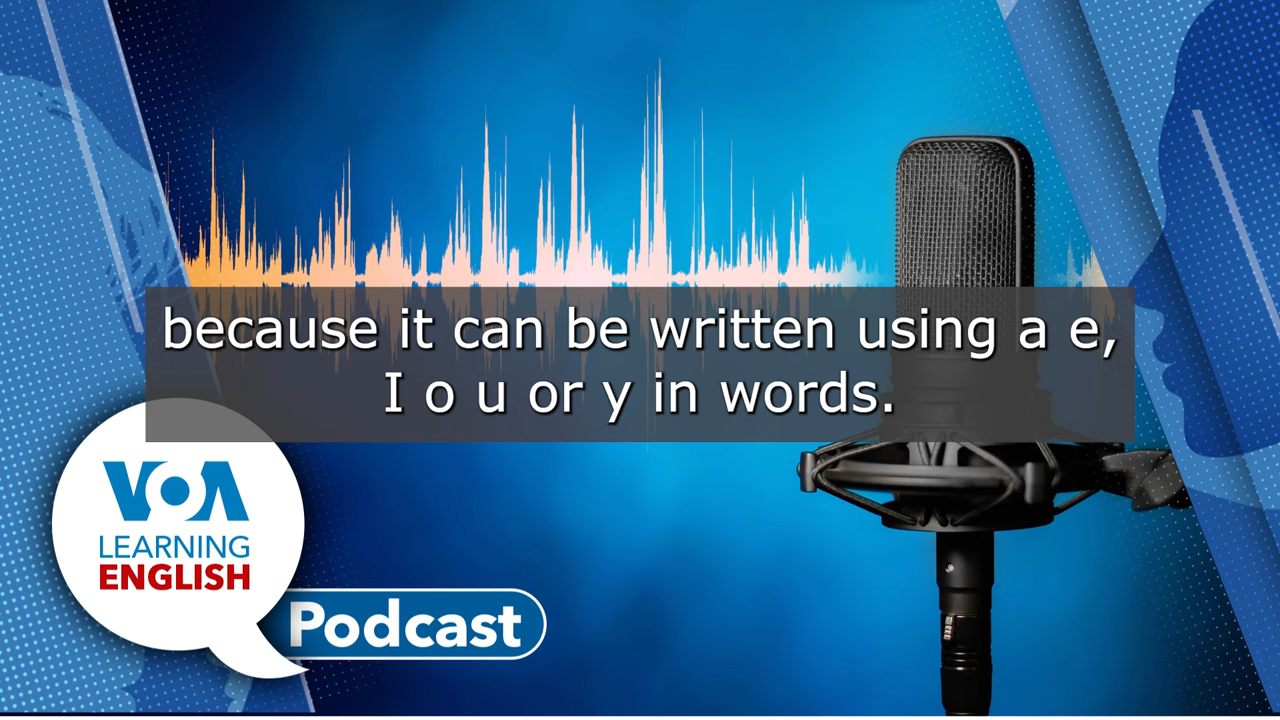 because it can be written using a e,
I o u or y in words.
VOA
LEARNING
ENGLISH
Podcast